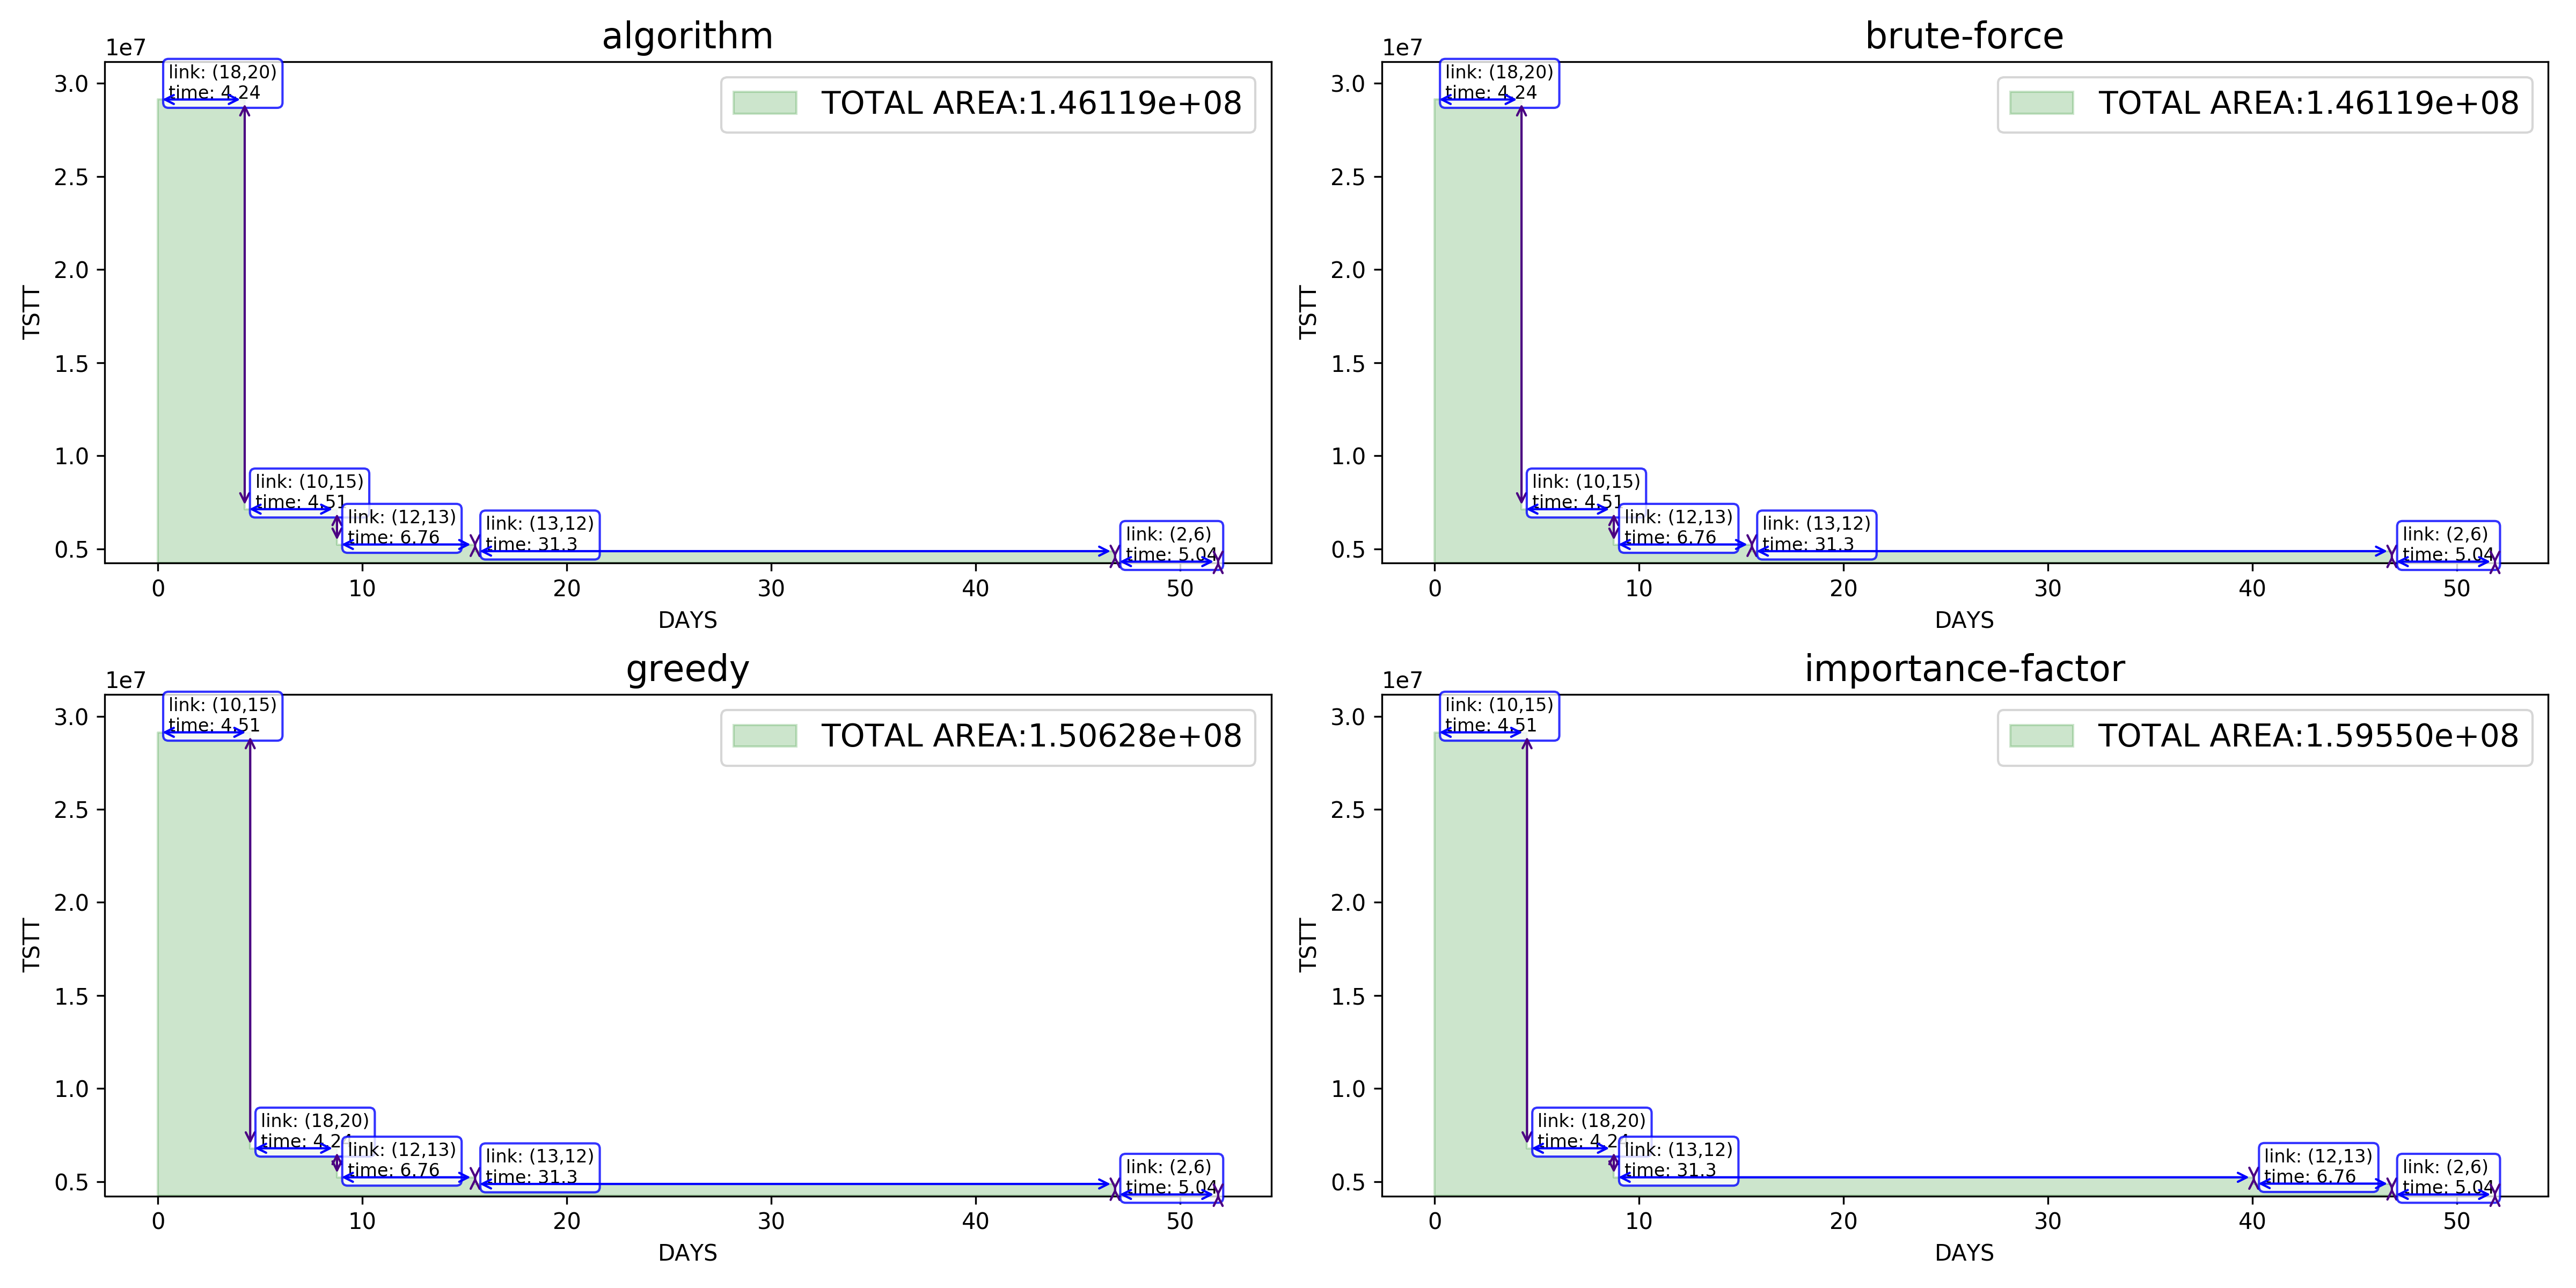 algorithm
1e7
TSTT
3.0
2.5
2.0
1.5
1.0
0.5
link: (18,20)
time: 4.24
TOTAL AREA:1.46119e+08
link: (10,15)
time: 4.51
link: (12,13)
time: 6.76
link: (13,12)
time: 31.3
link: (2,6)
time: 5.04
0 10 20 30 40 50
DAYS
brute-force
1e7
TSTT
3.0
2.5
2.0
1.5
1.0
0.5
link: (18,20)
time: 4.24
TOTAL AREA:1.46119e+08
link: (10,15)
time: 4.51
link: (12,13)
time: 6.76
link: (13,12)
time: 31.3
link: (2,6)
time: 5.04
0 10 20 30 40 50
DAYS
greedy
1e7
TSTT
3.0
2.5
2.0
1.5
1.0
0.5
link: (10,15)
time: 4.51
TOTAL AREA:1.50628e+08
link: (18,20)
time: 4.24
link: (12,13)
time: 6.76
link: (13,12)
time: 31.3
link: (2,6)
time: 5.04
0 10 20 30 40 50
DAYS
importance-factor
1e7
TSTT
3.0
2.5
2.0
1.5
1.0
0.5
link: (10,15)
time: 4.51
TOTAL AREA:1.59550e+08
link: (18,20)
time: 4.24
link: (13,12)
time: 31.3
link: (12,13)
time: 6.76
link: (2,6)
time: 5.04
0 10 20 30 40 50
DAYS